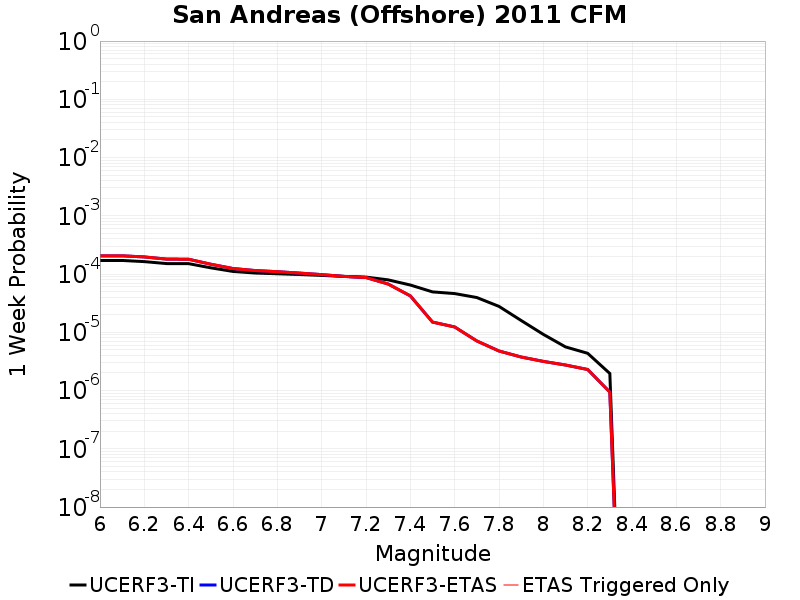 San Andreas (Offshore) 2011 CFM
10^0
10^-1
10^-2
10^-3
10^-4
10^-5
10^-6
10^-7
10^-8
1 Week Probability
6 6.2 6.4 6.6 6.8 7 7.2 7.4 7.6 7.8 8 8.2 8.4 8.6 8.8 9
Magnitude
UCERF3-TI UCERF3-TD UCERF3-ETAS ETAS Triggered Only